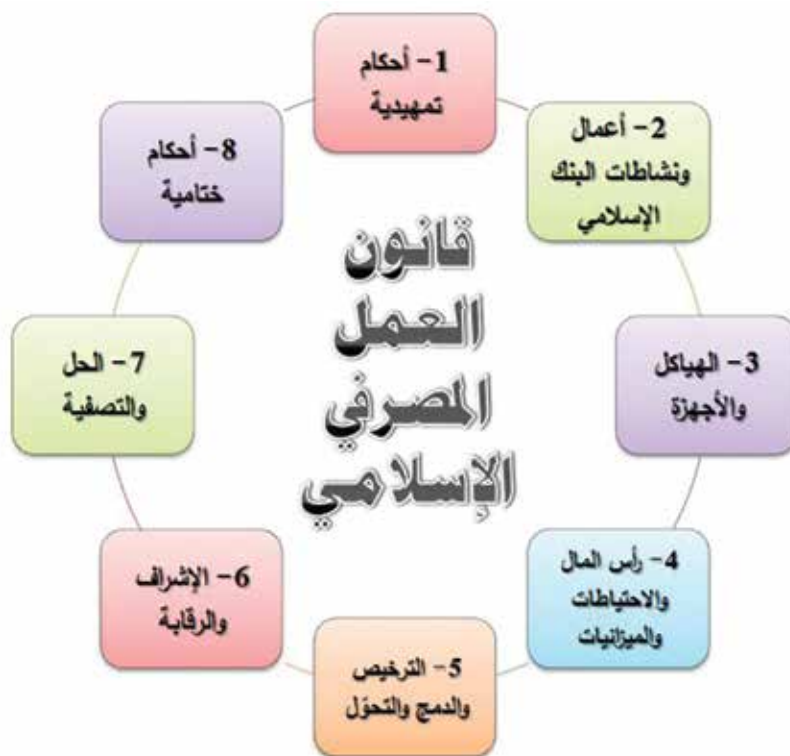 1- أحكام
تمهيدية
2- أعمال
ونشاطات البنك
الإسلامي
3- الهياكل
والأجهزة
4- رأس المال
والاحتياطات
والميزانيات
5- الترخيص
والدمج والتحوّل
6- الإشراف
والرقابة
7- الحل
والتصفية
8- أحكام
ختامية
قانون
العمل
المصرفي
الإسلامي